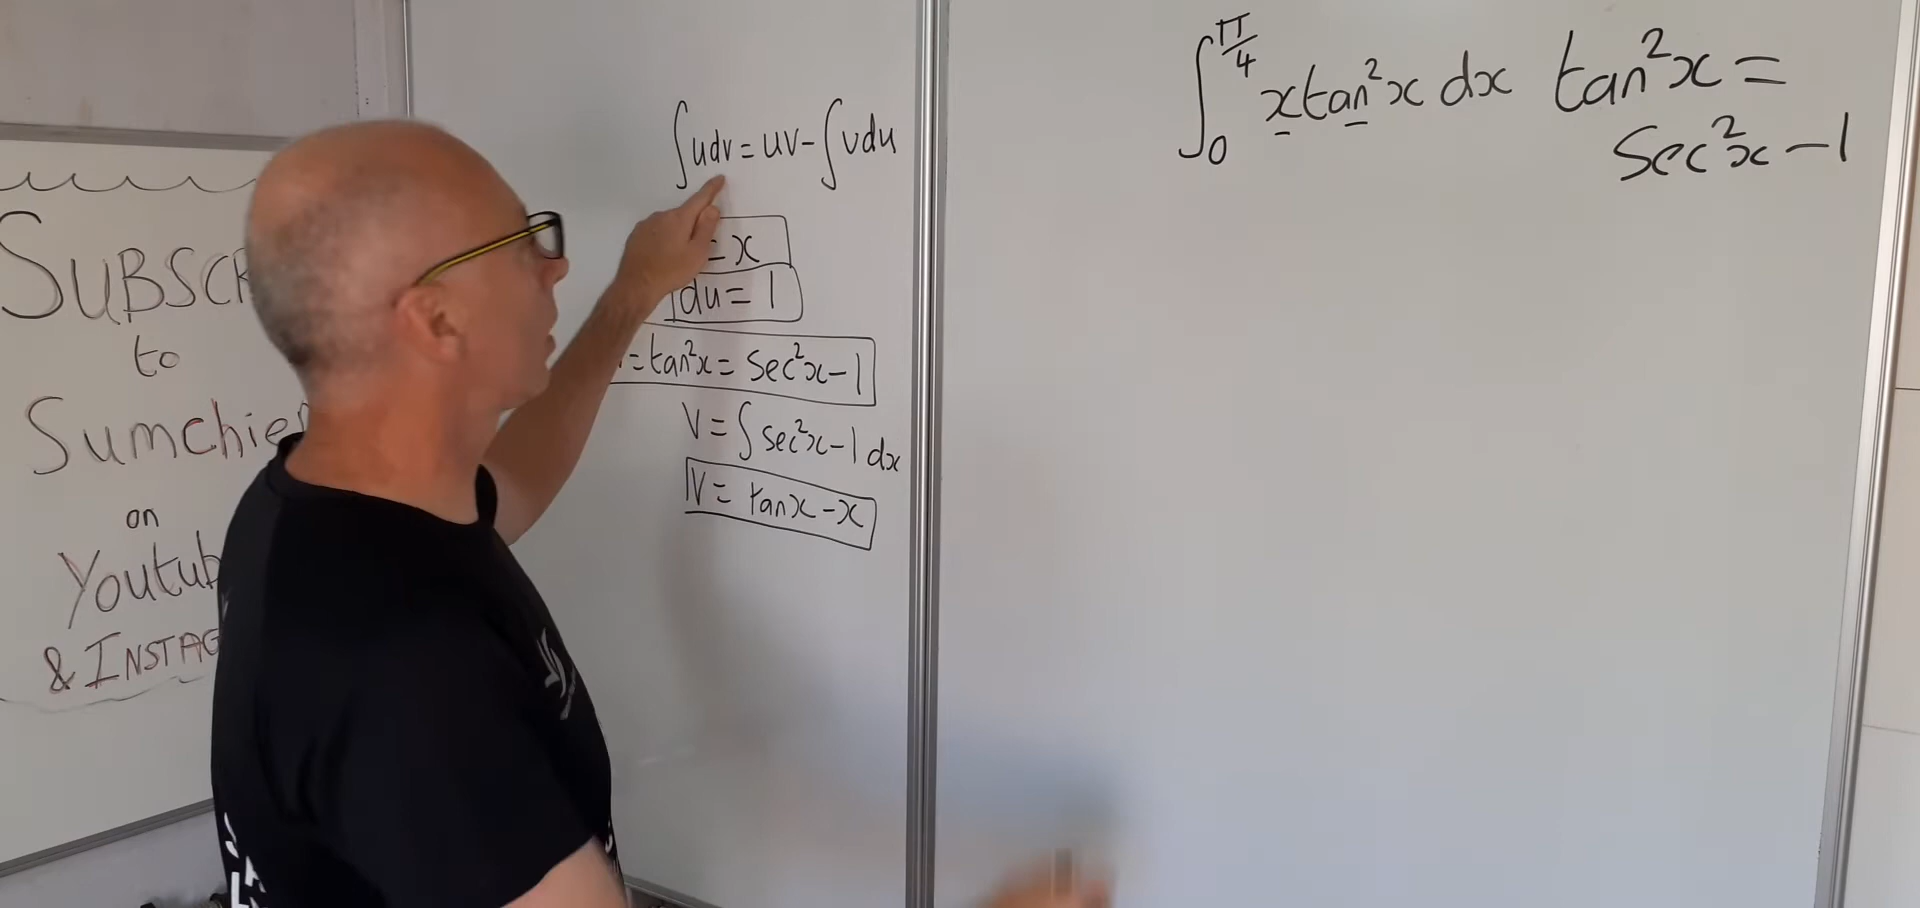 SUBSCR
to
Sumchief
on
Youtub
& INSTAG
∫udv = uv - ∫vdu
= x
du = 1
= tan²x = sec²x - 1
V = ∫ sec²x - 1 dx
V = tanx - x
∫₀^(π/4) x tan²x dx tan²x =
sec²x - 1